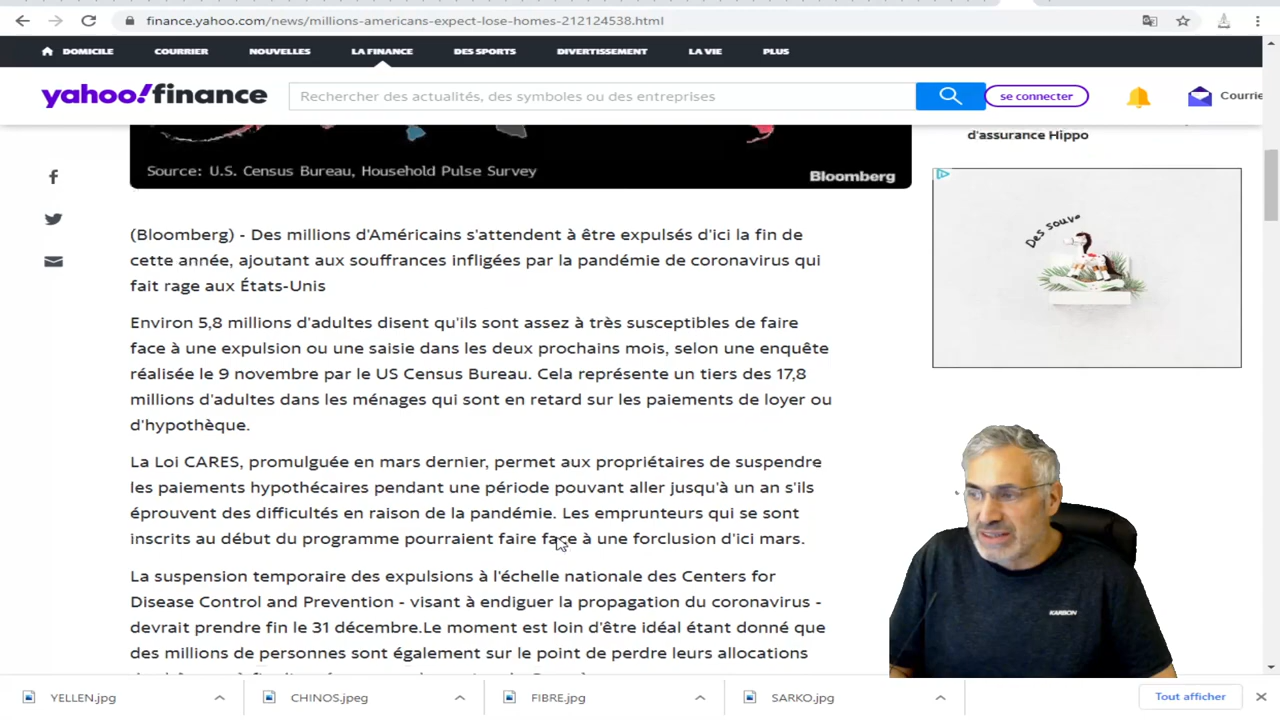 finance.yahoo.com/news/millions-americans-expect-lose-homes-212124538.html
DOMICILE COURRIER NOUVELLES LA FINANCE DES SPORTS DIVERTISSEMENT LA VIE PLUS
yahoo!finance
Rechercher des actualités, des symboles ou des entreprises
se connecter
Courrie
d'assurance Hippo
Source: U.S. Census Bureau, Household Pulse Survey
Bloomberg
Des souve
(Bloomberg) - Des millions d'Américains s'attendent à être expulsés d'ici la fin de
cette année, ajoutant aux souffrances infligées par la pandémie de coronavirus qui
fait rage aux États-Unis
Environ 5,8 millions d'adultes disent qu'ils sont assez à très susceptibles de faire
face à une expulsion ou une saisie dans les deux prochains mois, selon une enquête
réalisée le 9 novembre par le US Census Bureau. Cela représente un tiers des 17,8
millions d'adultes dans les ménages qui sont en retard sur les paiements de loyer ou
d'hypothèque.
La Loi CARES, promulguée en mars dernier, permet aux propriétaires de suspendre
les paiements hypothécaires pendant une période pouvant aller jusqu'à un an s'ils
éprouvent des difficultés en raison de la pandémie. Les emprunteurs qui se sont
inscrits au début du programme pourraient faire face à une forclusion d'ici mars.
La suspension temporaire des expulsions à l'échelle nationale des Centers for
Disease Control and Prevention - visant à endiguer la propagation du coronavirus -
devrait prendre fin le 31 décembre.Le moment est loin d'être idéal étant donné que
des millions de personnes sont également sur le point de perdre leurs allocations
KARBON
YELLEN.jpg
CHINOS.jpeg
FIBRE.jpg
SARKO.jpg
Tout afficher